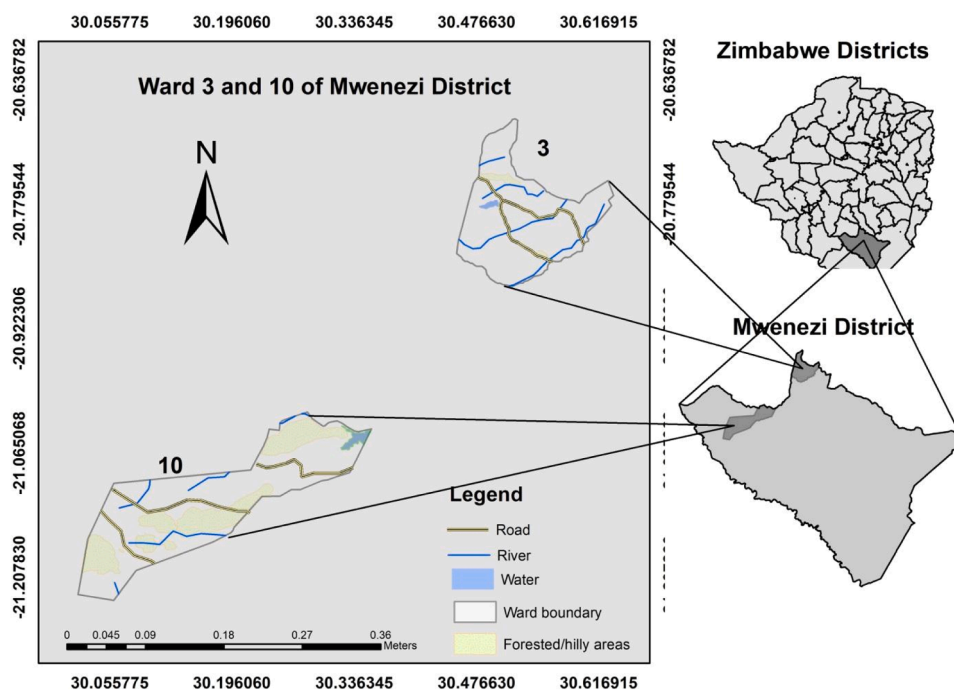 30.055775 30.196060 30.336345 30.476630 30.616915
-20.636782
-20.779544
-20.922306
-21.065068
-21.207830
Ward 3 and 10 of Mwenezi District
N
3
10
Legend
Road
River
Water
Ward boundary
Forested/hilly areas
0 0.045 0.09 0.18 0.27 0.36
Meters
-20.636782
-20.779544
Zimbabwe Districts
Mwenezi District
30.055775 30.196060 30.336345 30.476630 30.616915